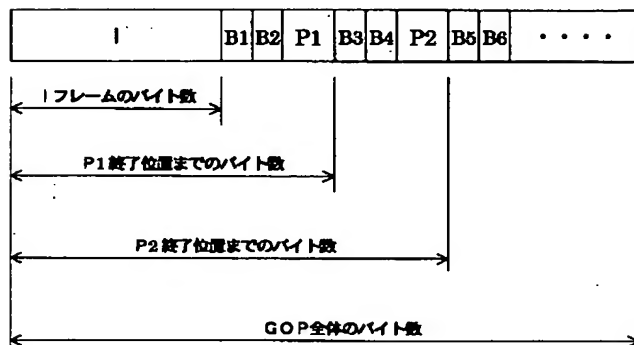 I B1 B2 P1 B3 B4 P2 B5 B6 ・・・・
Iフレームのバイト数
P1終了位置までのバイト数
P2終了位置までのバイト数
GOP全体のバイト数